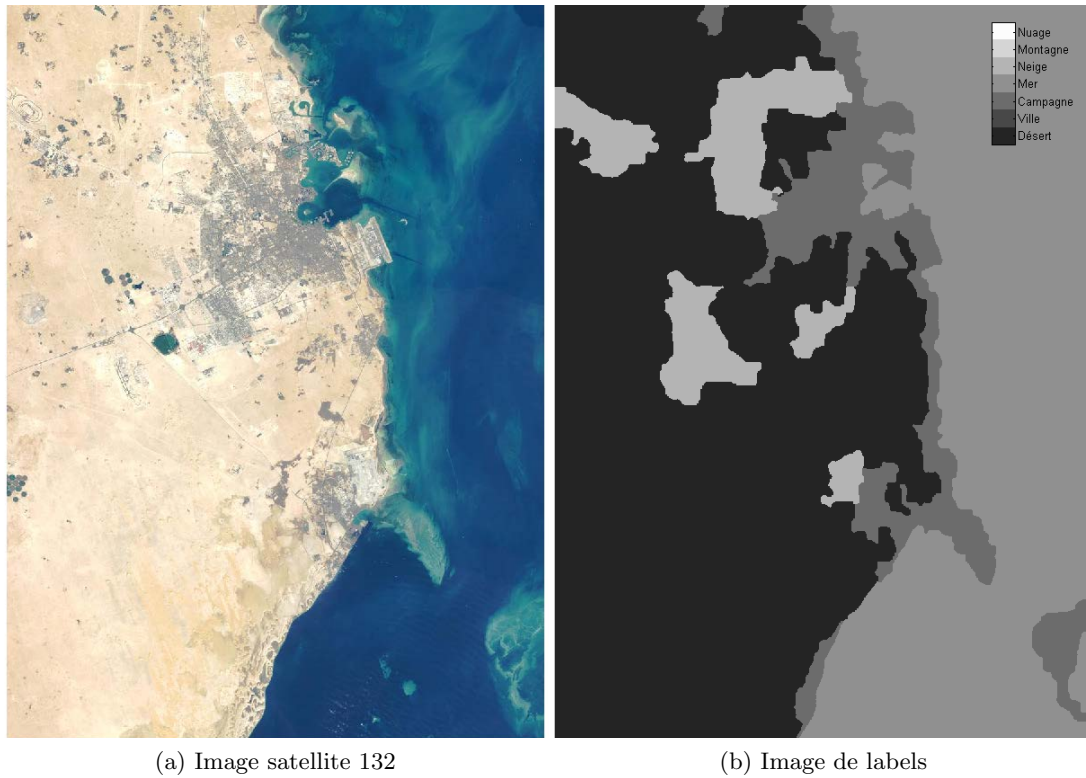 Nuage
Montagne
Neige
Mer
Campagne
Ville
Désert
(a) Image satellite 132
(b) Image de labels